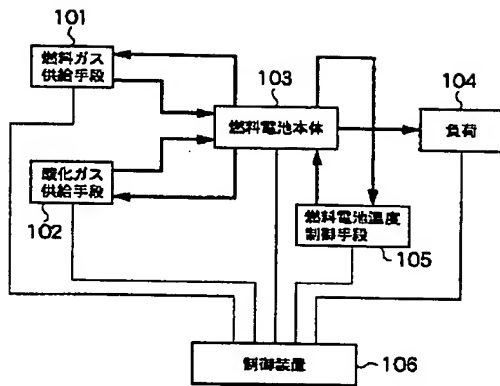 101
燃料ガス
供給手段
103
燃料電池本体
104
負荷
酸化ガス
供給手段
102
燃料電池温度
制御手段
105
制御装置
106